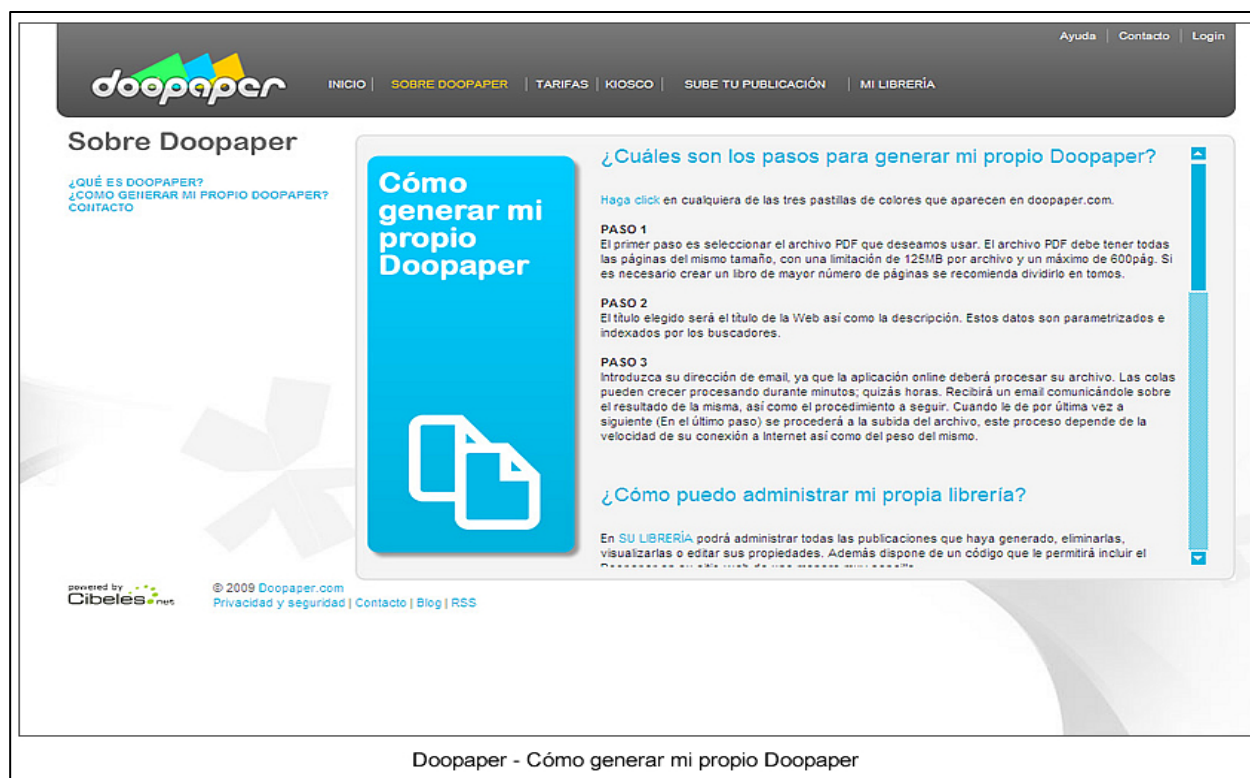 Ayuda | Contacto | Login
doopaper
INICIO | SOBRE DOOPAPER | TARIFAS | KIOSCO | SUBE TU PUBLICACIÓN | MI LIBRERÍA
Sobre Doopaper
¿QUÉ ES DOOPAPER?
¿COMO GENERAR MI PROPIO DOOPAPER?
CONTACTO
Cómo
generar mi
propio
Doopaper
¿Cuáles son los pasos para generar mi propio Doopaper?
Haga click en cualquiera de las tres pastillas de colores que aparecen en doopaper.com.
PASO 1
El primer paso es seleccionar el archivo PDF que deseamos usar. El archivo PDF debe tener todas
las páginas del mismo tamaño, con una limitación de 125MB por archivo y un máximo de 600pág. Si
es necesario crear un libro de mayor número de páginas se recomienda dividirlo en tomos.
PASO 2
El título elegido será el título de la Web así como la descripción. Estos datos son parametrizados e
indexados por los buscadores.
PASO 3
Introduzca su dirección de email, ya que la aplicación online deberá procesar su archivo. Las colas
pueden crecer procesando durante minutos; quizás horas. Recibirá un email comunicándole sobre
el resultado de la misma, así como el procedimiento a seguir. Cuando le de por última vez a
siguiente (En el último paso) se procederá a la subida del archivo, este proceso depende de la
velocidad de su conexión a Internet así como del peso del mismo.
¿Cómo puedo administrar mi propia librería?
En SU LIBRERÍA podrá administrar todas las publicaciones que haya generado, eliminarlas,
visualizarlas o editar sus propiedades. Además dispone de un código que le permitirá incluir el
powered by
Cibeles.net
© 2009 Doopaper.com
Privacidad y seguridad | Contacto | Blog | RSS
Doopaper - Cómo generar mi propio Doopaper